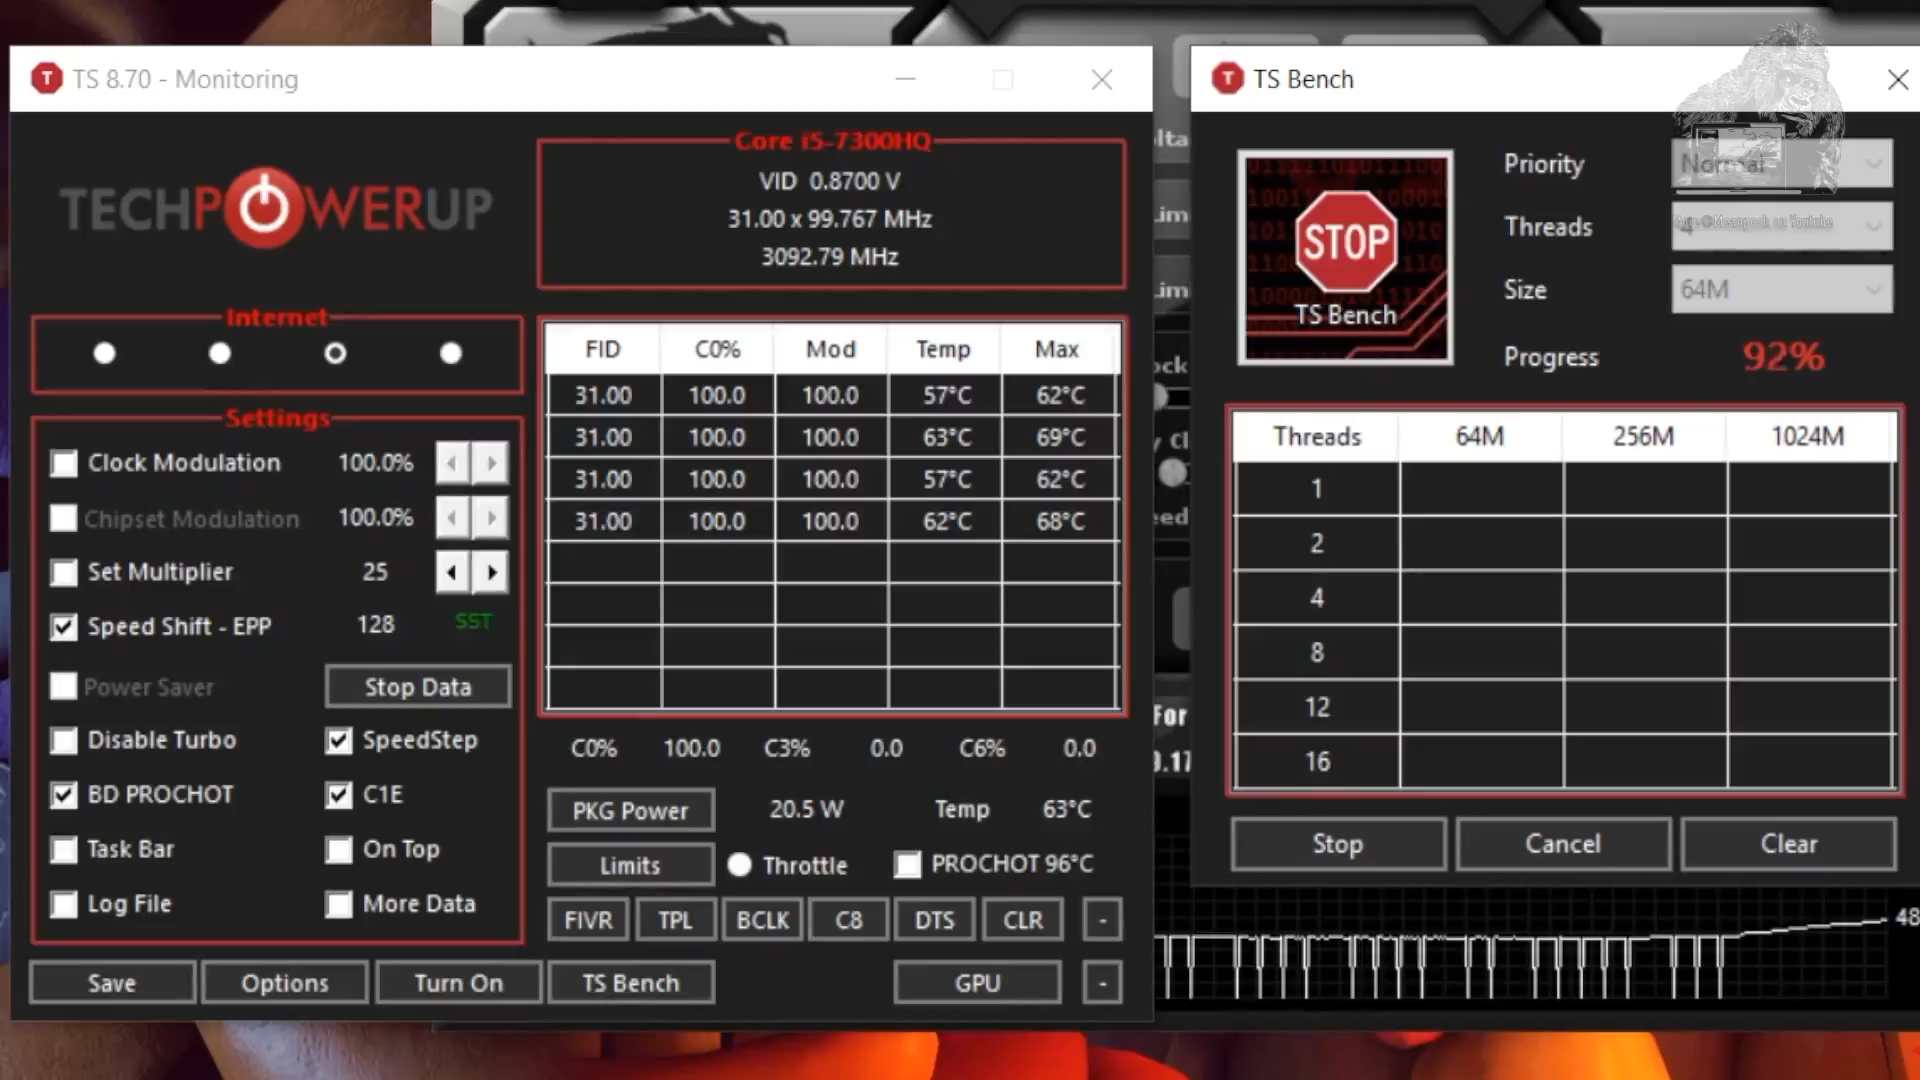 TS 8.70 - Monitoring
TECHPOWERUP
Core i5-7300HQ
VID 0.8700 V
31.00 x 99.767 MHz
3092.79 MHz
Internet
Settings
Clock Modulation 100.0%
Chipset Modulation 100.0%
Set Multiplier 25
Speed Shift - EPP 128 SST
Power Saver Stop Data
Disable Turbo SpeedStep
BD PROCHOT C1E
Task Bar On Top
Log File More Data
Save Options Turn On
FID C0% Mod Temp Max
31.00 100.0 100.0 57°C 62°C
31.00 100.0 100.0 63°C 69°C
31.00 100.0 100.0 57°C 62°C
31.00 100.0 100.0 62°C 68°C
C0% 100.0 C3% 0.0 C6% 0.0
PKG Power 20.5 W Temp 63°C
Limits Throttle PROCHOT 96°C
FIVR TPL BCLK C8 DTS CLR -
TS Bench GPU -
TS Bench
STOP
TS Bench
Priority Normal
Threads 4
Size 64M
Progress 92%
Threads 64M 256M 1024M
1
2
4
8
12
16
Stop Cancel Clear
For
48